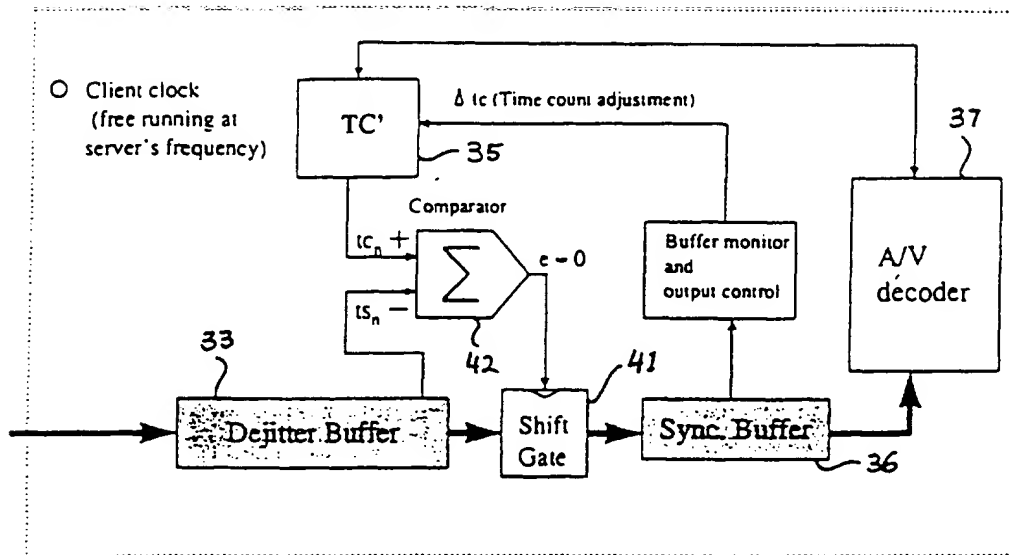 Client clock
(free running at
server's frequency)
TC'
35
Δ tc (Time count adjustment)
37
Comparator
tc_n +
ts_n −
Σ
e = 0
42
Buffer monitor
and
output control
A/V
décoder
33
Dejitter Buffer
41
Shift
Gate
Sync. Buffer
36